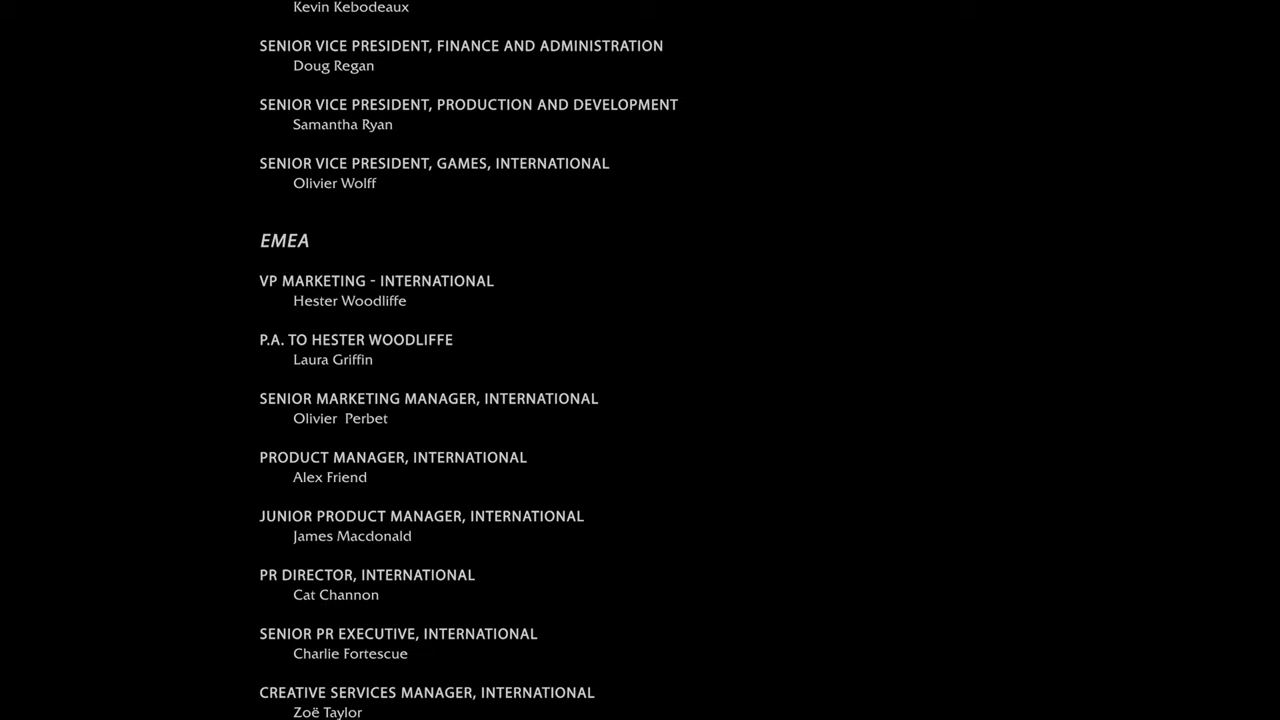 Kevin Kebodeaux
SENIOR VICE PRESIDENT, FINANCE AND ADMINISTRATION
Doug Regan
SENIOR VICE PRESIDENT, PRODUCTION AND DEVELOPMENT
Samantha Ryan
SENIOR VICE PRESIDENT, GAMES, INTERNATIONAL
Olivier Wolff
EMEA
VP MARKETING - INTERNATIONAL
Hester Woodliffe
P.A. TO HESTER WOODLIFFE
Laura Griffin
SENIOR MARKETING MANAGER, INTERNATIONAL
Olivier  Perbet
PRODUCT MANAGER, INTERNATIONAL
Alex Friend
JUNIOR PRODUCT MANAGER, INTERNATIONAL
James Macdonald
PR DIRECTOR, INTERNATIONAL
Cat Channon
SENIOR PR EXECUTIVE, INTERNATIONAL
Charlie Fortescue
CREATIVE SERVICES MANAGER, INTERNATIONAL
Zoë Taylor